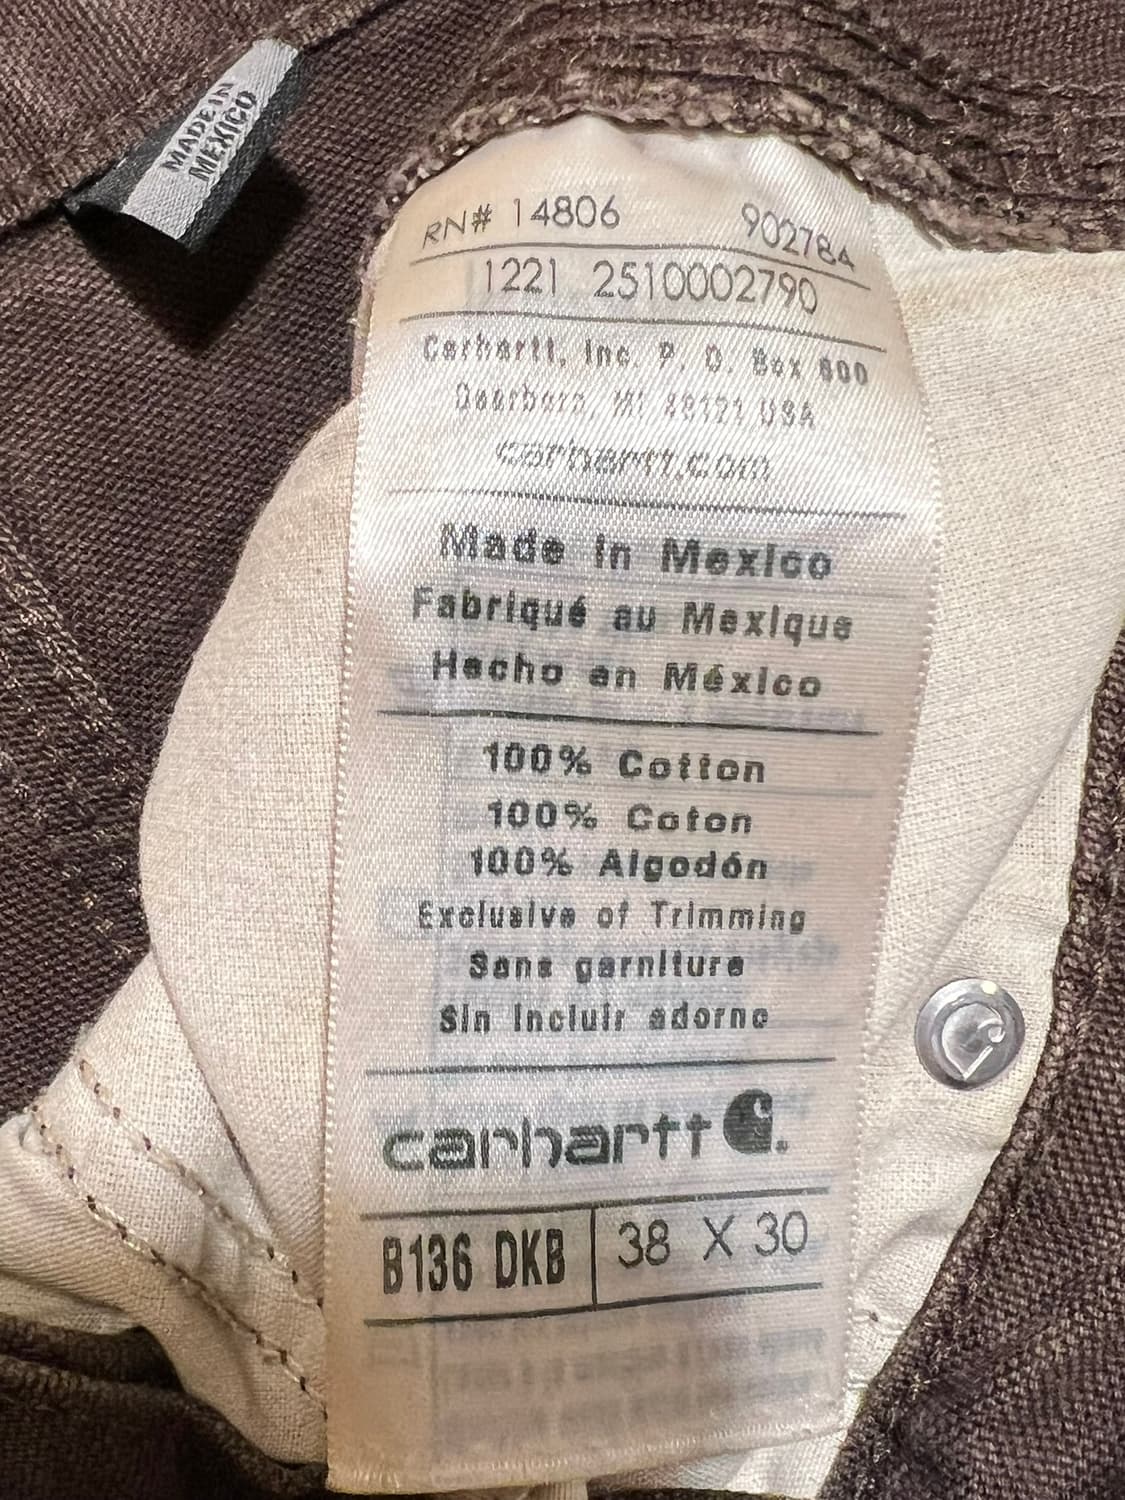 MADE IN
MEXICO
RN# 14806 902784
1221 2510002790
Carhartt, Inc. P. O. Box 600
Dearborn, MI 48121 USA
carhartt.com
Made in Mexico
Fabriqué au Mexique
Hecho en México
100% Cotton
100% Coton
100% Algodón
Exclusive of Trimming
Sans garniture
Sin incluir adorno
carhartt
B136 DKB 38 X 30